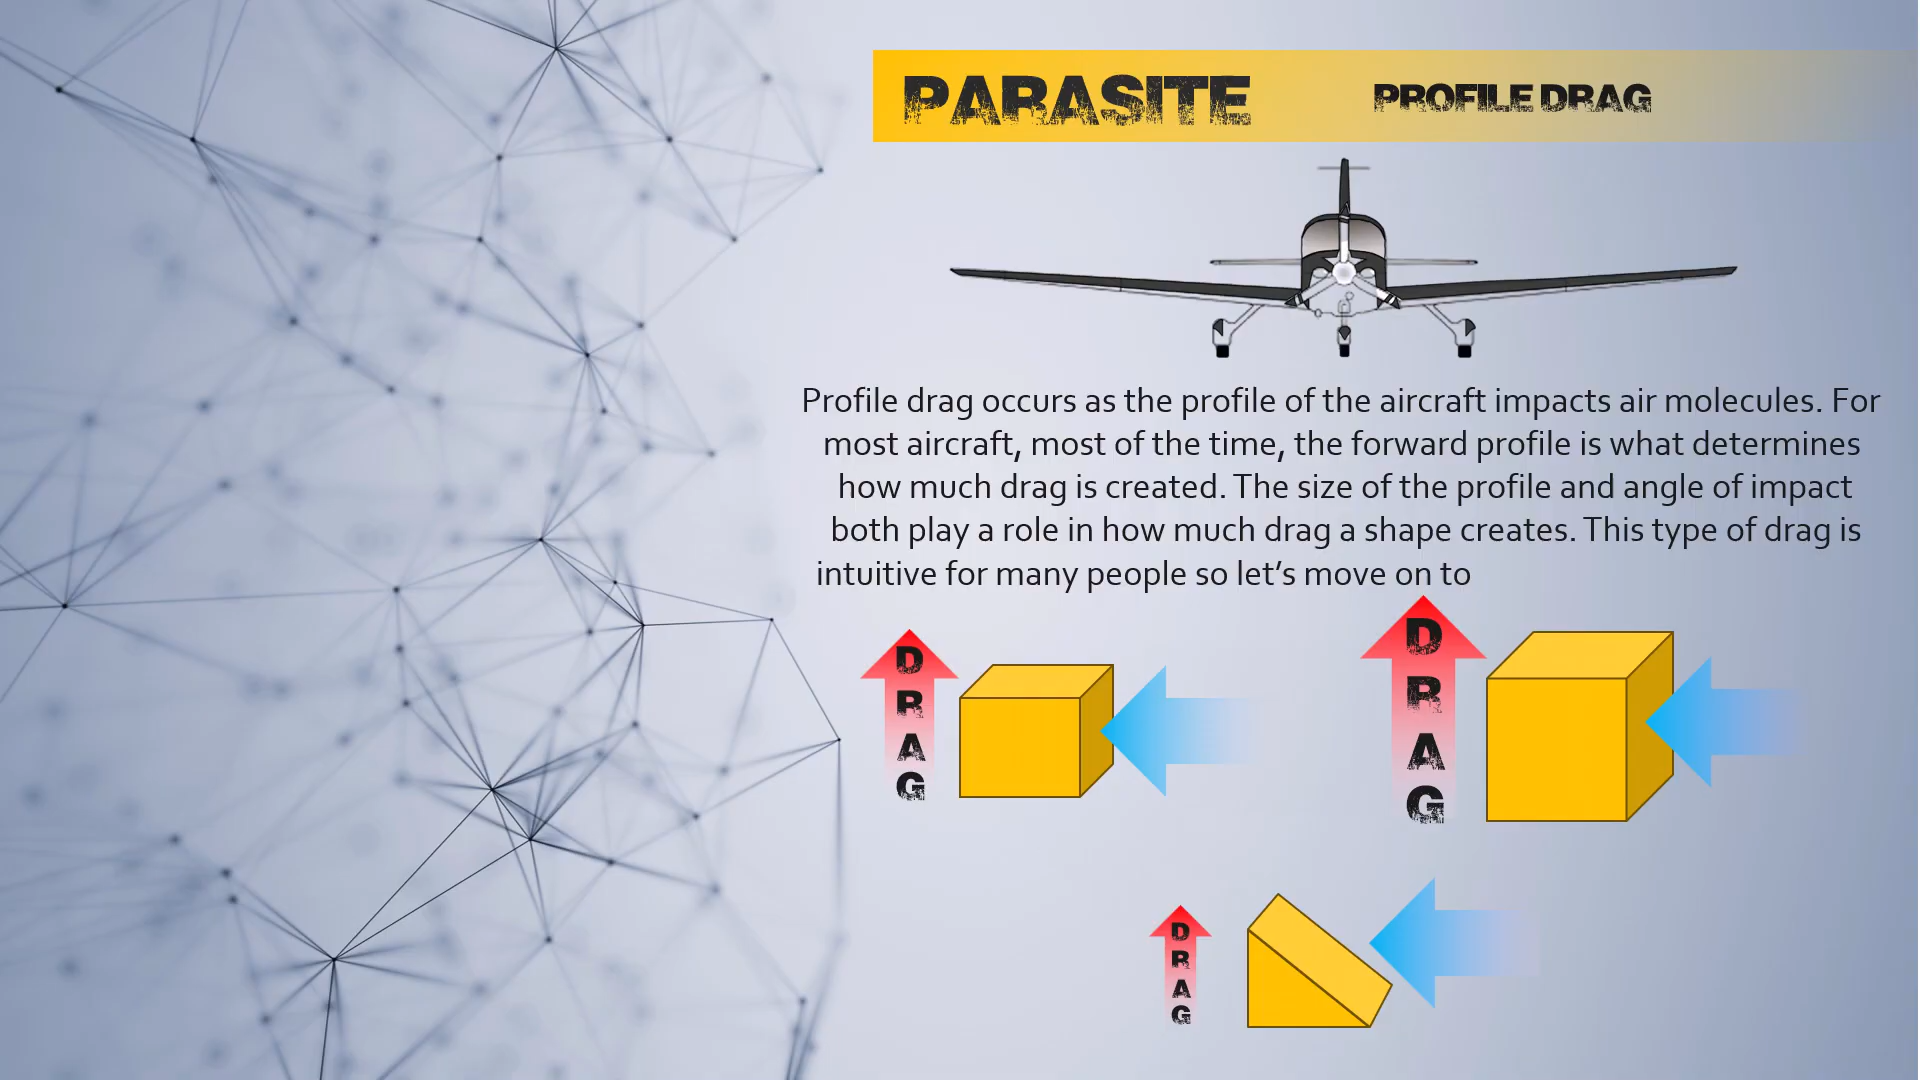 PARASITE PROFILE DRAG
Profile drag occurs as the profile of the aircraft impacts air molecules. For
most aircraft, most of the time, the forward profile is what determines
how much drag is created. The size of the profile and angle of impact
both play a role in how much drag a shape creates. This type of drag is
intuitive for many people so let’s move on to
DRAG
DRAG
DRAG